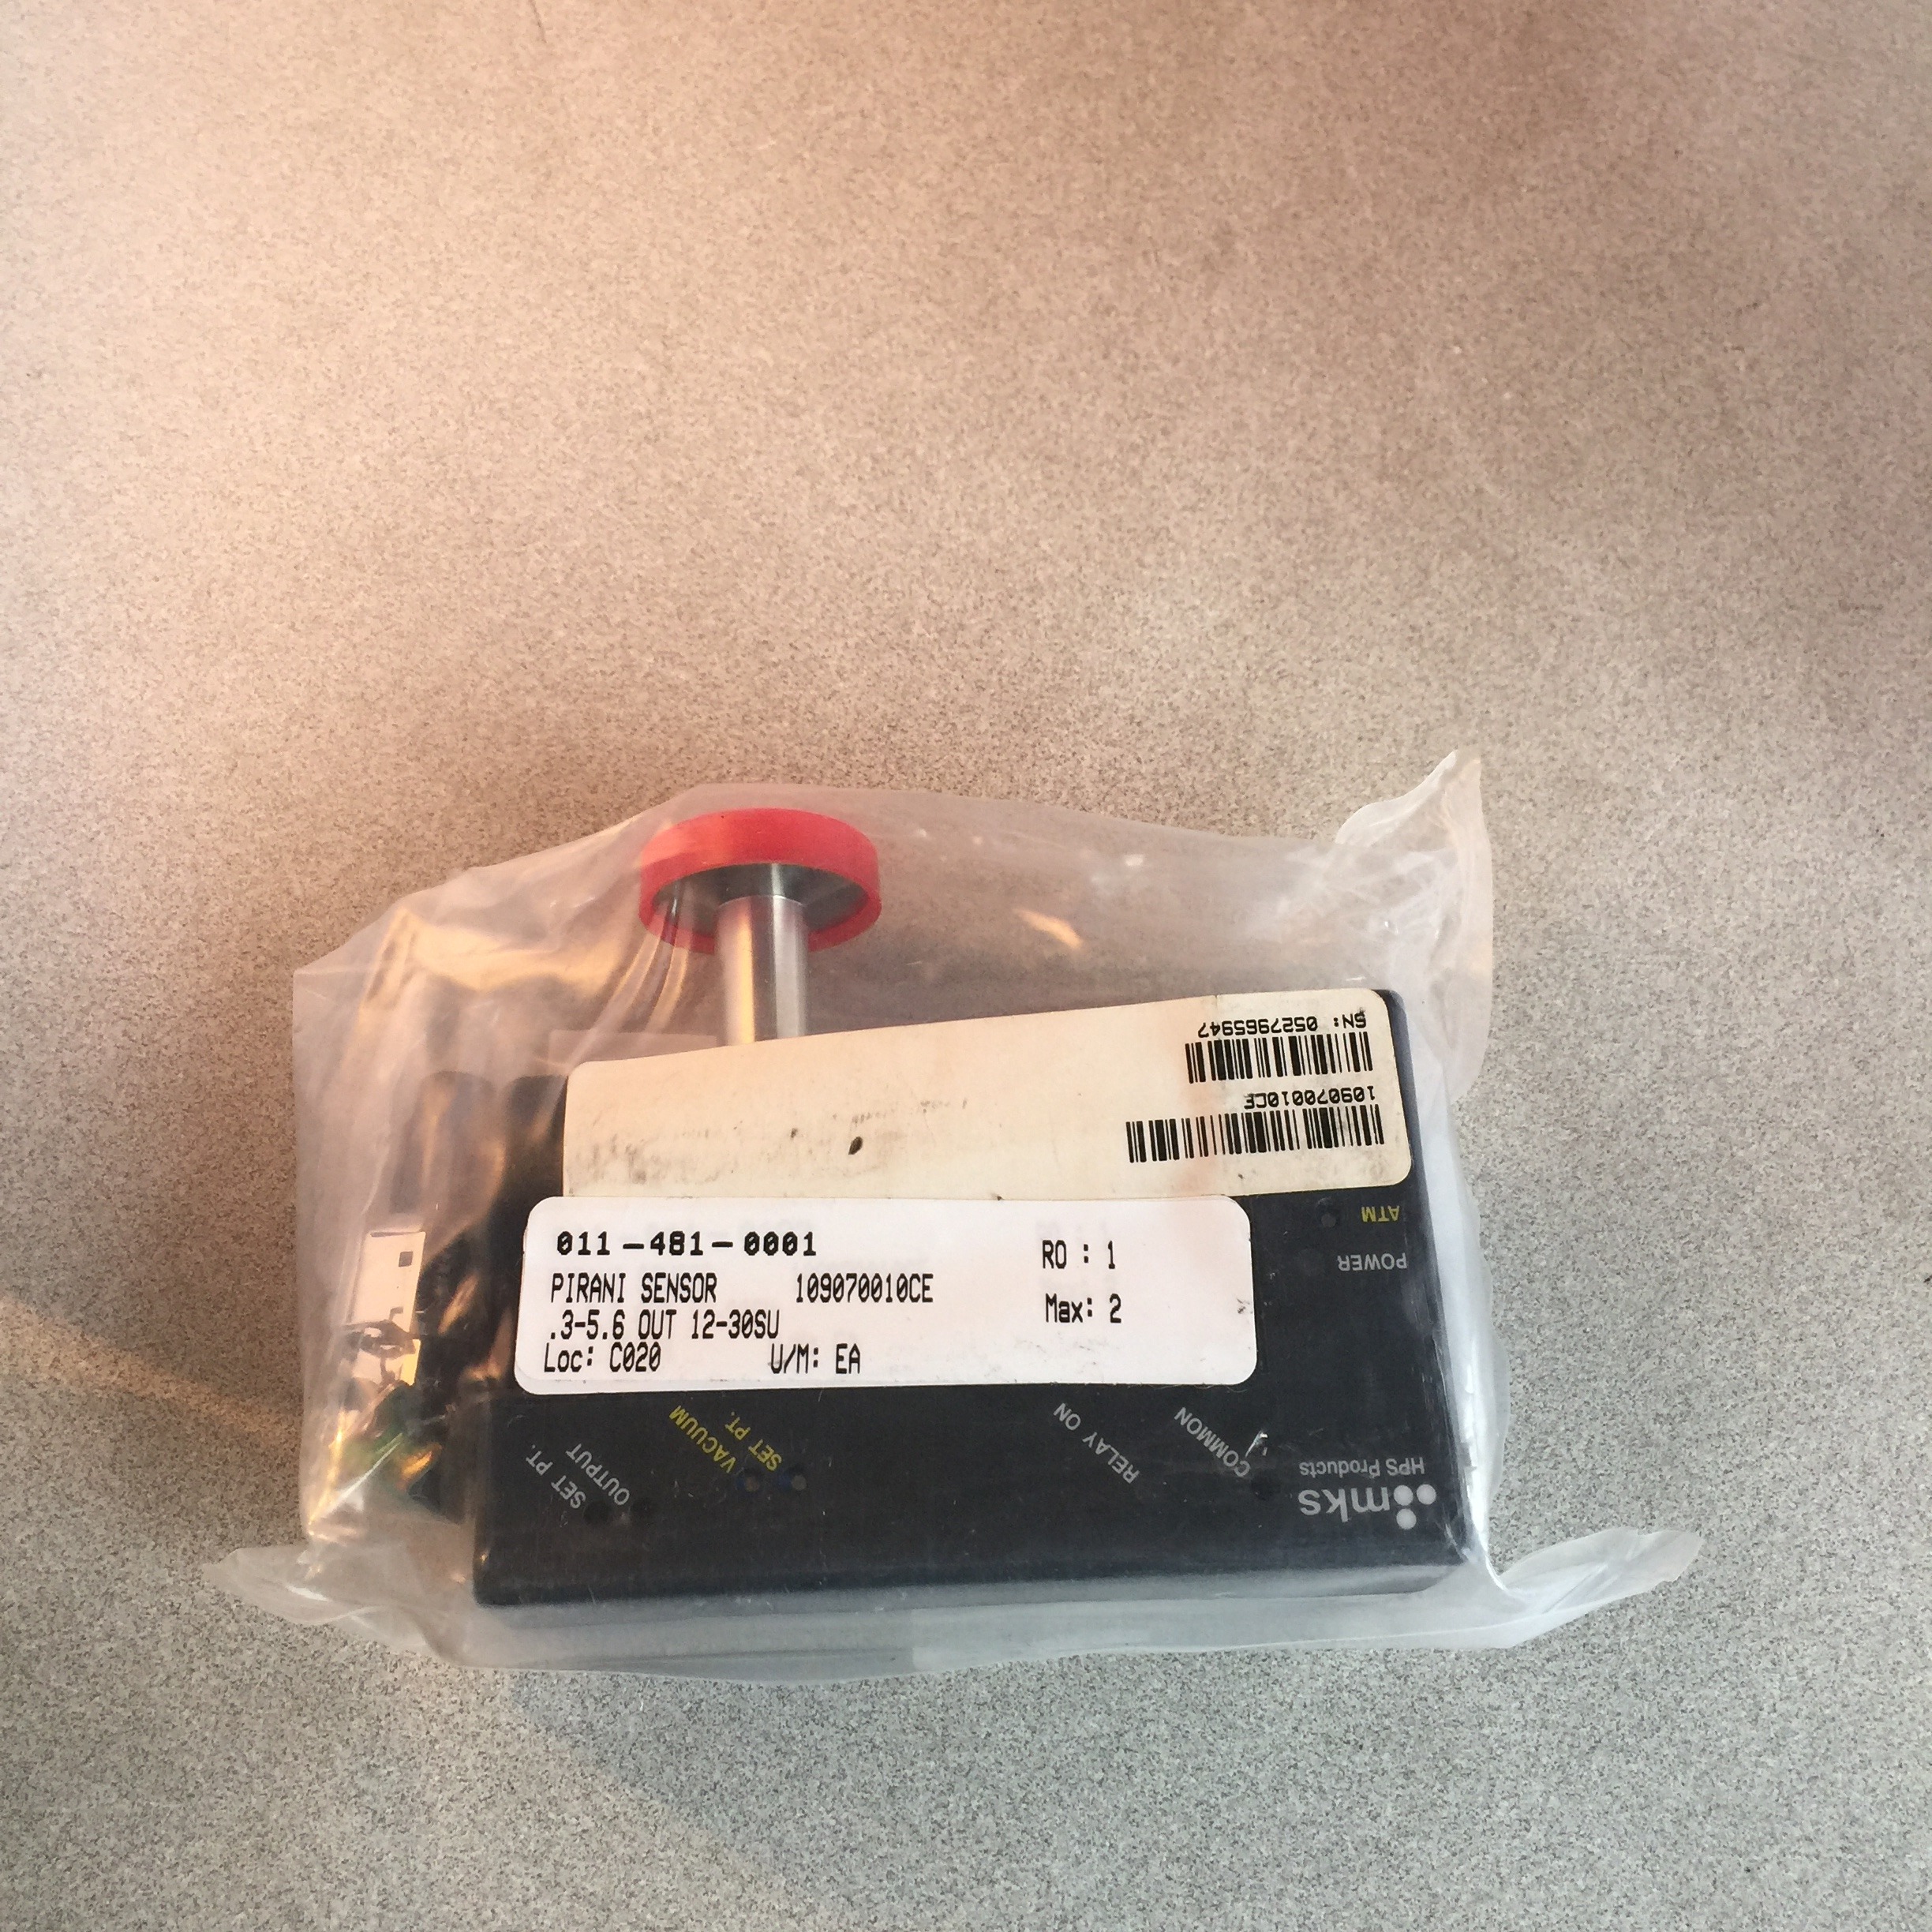 SN: 0527965947
109070010CE
ATM
POWER
011-481-0001
RO : 1
PIRANI SENSOR 109070010CE
Max: 2
.3-5.6 OUT 12-30SU
Loc: C020 U/M: EA
SET PT.
OUTPUT
VACUUM
SET PT.
RELAY ON
COMMON
HPS Products
mks